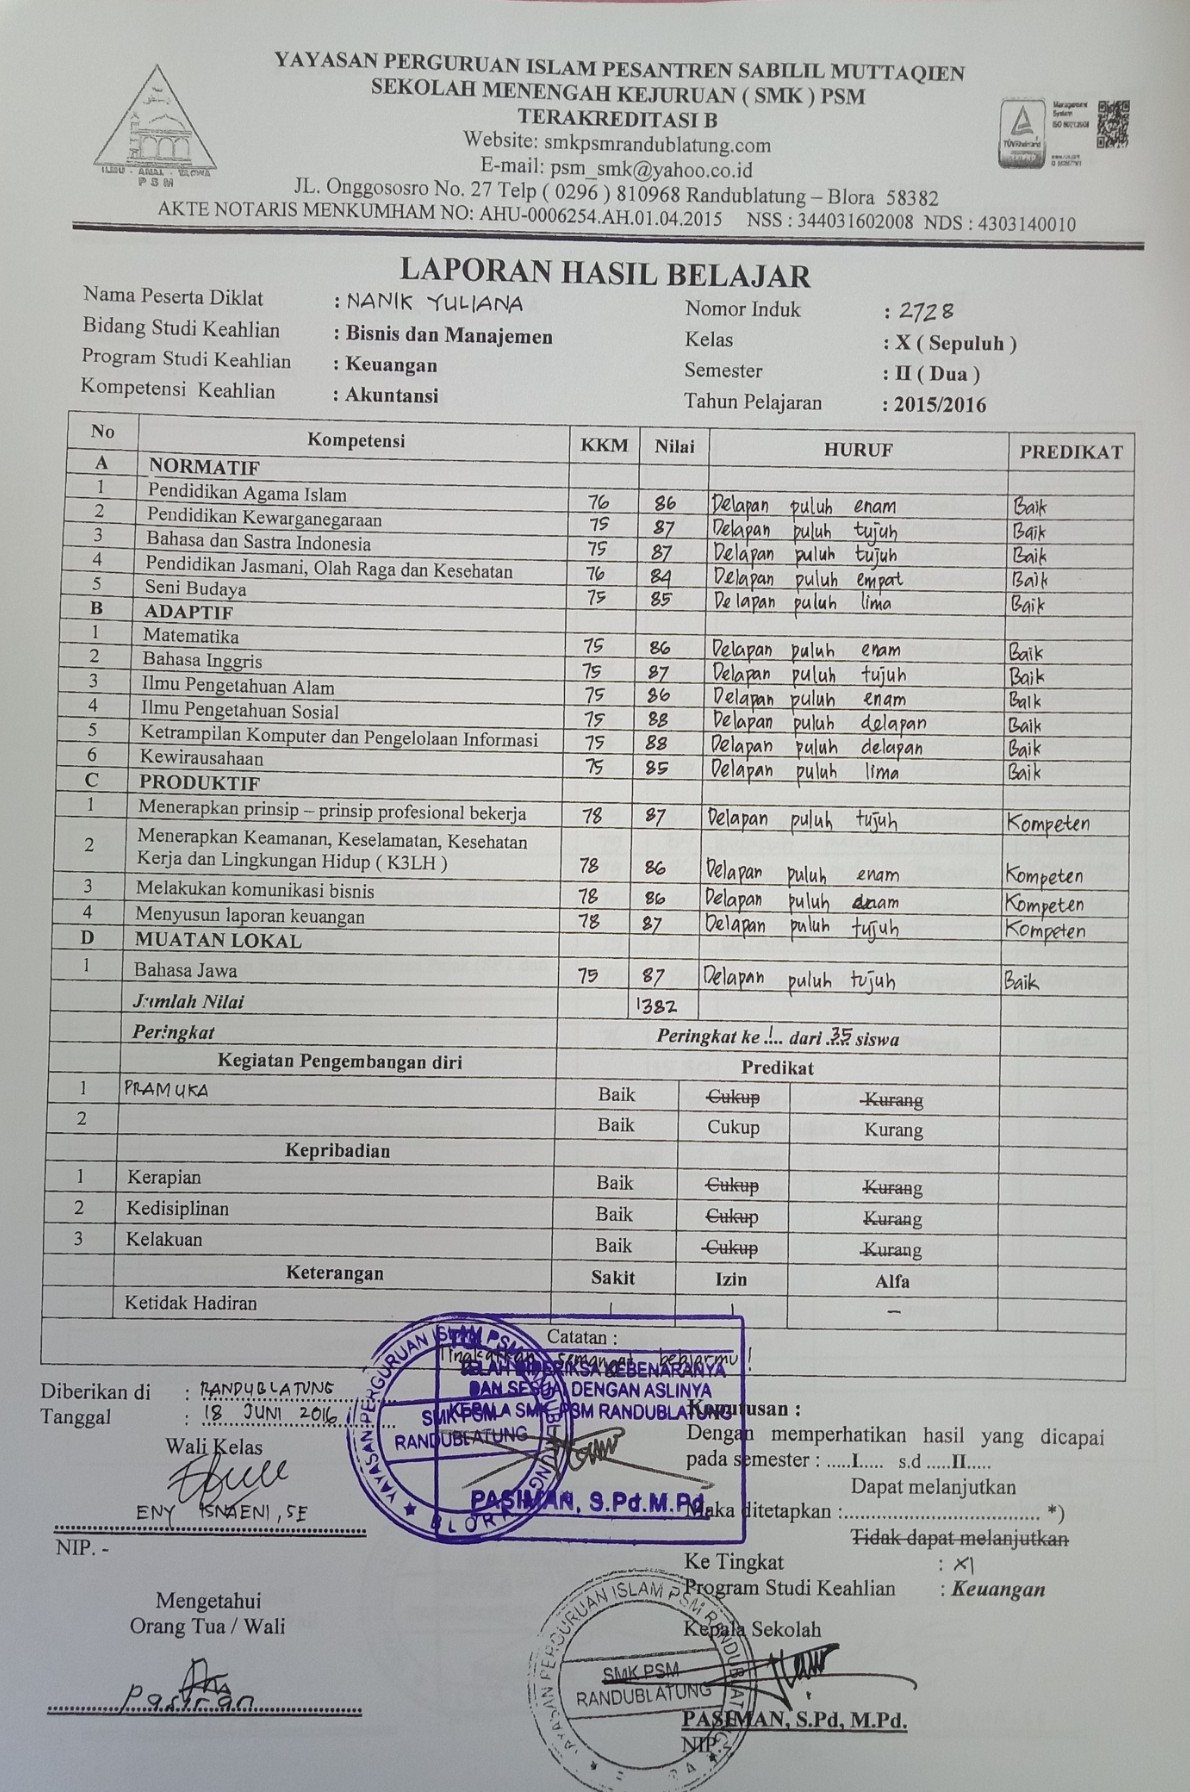 YAYASAN PERGURUAN ISLAM PESANTREN SABILIL MUTTAQIEN
SEKOLAH MENENGAH KEJURUAN ( SMK ) PSM
TERAKREDITASI B
Website: smkpsmrandublatung.com
E-mail: psm_smk@yahoo.co.id
JL. Onggososro No. 27 Telp ( 0296 ) 810968 Randublatung – Blora 58382
AKTE NOTARIS MENKUMHAM NO: AHU-0006254.AH.01.04.2015 NSS : 344031602008 NDS : 4303140010
ILMU - AMAL - TAQWA
PSM
Management
System
TÜVRheinland
LAPORAN HASIL BELAJAR
Nama Peserta Diklat : NANIK YULIANA Nomor Induk : 2728
Bidang Studi Keahlian : Bisnis dan Manajemen Kelas : X ( Sepuluh )
Program Studi Keahlian : Keuangan Semester : II ( Dua )
Kompetensi Keahlian : Akuntansi Tahun Pelajaran : 2015/2016
No Kompetensi KKM Nilai HURUF PREDIKAT
A NORMATIF
1 Pendidikan Agama Islam 76 86 Delapan puluh enam Baik
2 Pendidikan Kewarganegaraan 75 87 Delapan puluh tujuh Baik
3 Bahasa dan Sastra Indonesia 75 87 Delapan puluh tujuh Baik
4 Pendidikan Jasmani, Olah Raga dan Kesehatan 76 84 Delapan puluh empat Baik
5 Seni Budaya 75 85 Delapan puluh lima Baik
B ADAPTIF
1 Matematika 75 86 Delapan puluh enam Baik
2 Bahasa Inggris 75 87 Delapan puluh tujuh Baik
3 Ilmu Pengetahuan Alam 75 86 Delapan puluh enam Baik
4 Ilmu Pengetahuan Sosial 75 88 Delapan puluh delapan Baik
5 Ketrampilan Komputer dan Pengelolaan Informasi 75 88 Delapan puluh delapan Baik
6 Kewirausahaan 75 85 Delapan puluh lima Baik
C PRODUKTIF
1 Menerapkan prinsip – prinsip profesional bekerja 78 87 Delapan puluh tujuh Kompeten
2 Menerapkan Keamanan, Keselamatan, Kesehatan
Kerja dan Lingkungan Hidup ( K3LH ) 78 86 Delapan puluh enam Kompeten
3 Melakukan komunikasi bisnis 78 86 Delapan puluh enam Kompeten
4 Menyusun laporan keuangan 78 87 Delapan puluh tujuh Kompeten
D MUATAN LOKAL
1 Bahasa Jawa 75 87 Delapan puluh tujuh Baik
Jumlah Nilai 1382
Peringkat Peringkat ke .1.. dari .35. siswa
Kegiatan Pengembangan diri Predikat
1 PRAMUKA Baik Cukup Kurang
2 Baik Cukup Kurang
Kepribadian
1 Kerapian Baik Cukup Kurang
2 Kedisiplinan Baik Cukup Kurang
3 Kelakuan Baik Cukup Kurang
Keterangan Sakit Izin Alfa
Ketidak Hadiran 1 1 –
Catatan :
Tingkatkan semangat belajarmu !
TELAH DIPERIKSA KEBENARANYA
DAN SESUAI DENGAN ASLINYA
KEPALA SMK PSM RANDUBLATUNG
PASIMAN, S.Pd.M.Pd.
YAYASAN PERGURUAN ISLAM PSM RANDUBLATUNG
SMK PSM
RANDUBLATUNG
BLORA
Diberikan di : RANDUBLATUNG
Tanggal : 18 JUNI 2016
Wali Kelas
ENY ISNAENI, SE
NIP. -
Mengetahui
Orang Tua / Wali
Pasiran
Keputusan :
Dengan memperhatikan hasil yang dicapai
pada semester : .....I..... s.d .....II.....
Dapat melanjutkan
Maka ditetapkan :.................................... *)
Tidak dapat melanjutkan
Ke Tingkat : XI
Program Studi Keahlian : Keuangan
Kepala Sekolah
YAYASAN PERGURUAN ISLAM PSM RANDUBLATUNG
SMK PSM
RANDUBLATUNG
PASIMAN, S.Pd, M.Pd.
NIP.